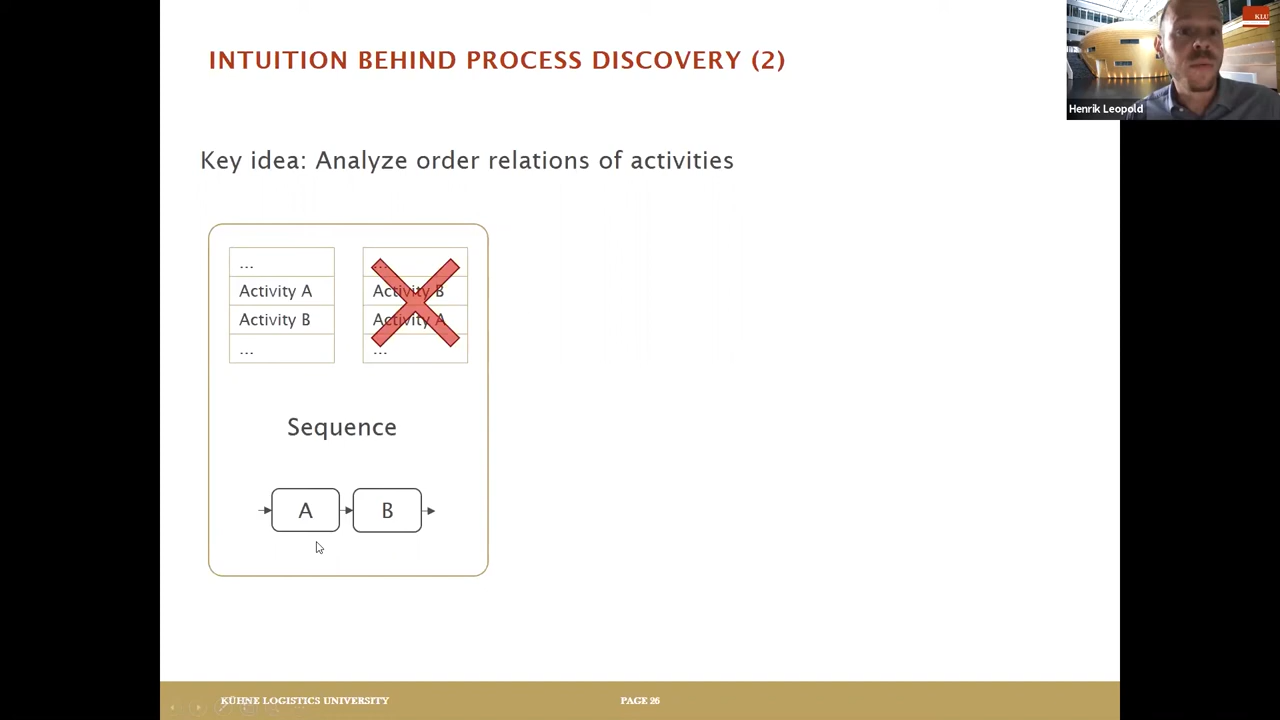 INTUITION BEHIND PROCESS DISCOVERY (2)
KLU
Henrik Leopold
Key idea: Analyze order relations of activities
...
Activity A
Activity B
...
...
Activity B
Activity A
...
Sequence
A
B
KÜHNE LOGISTICS UNIVERSITY
PAGE 26